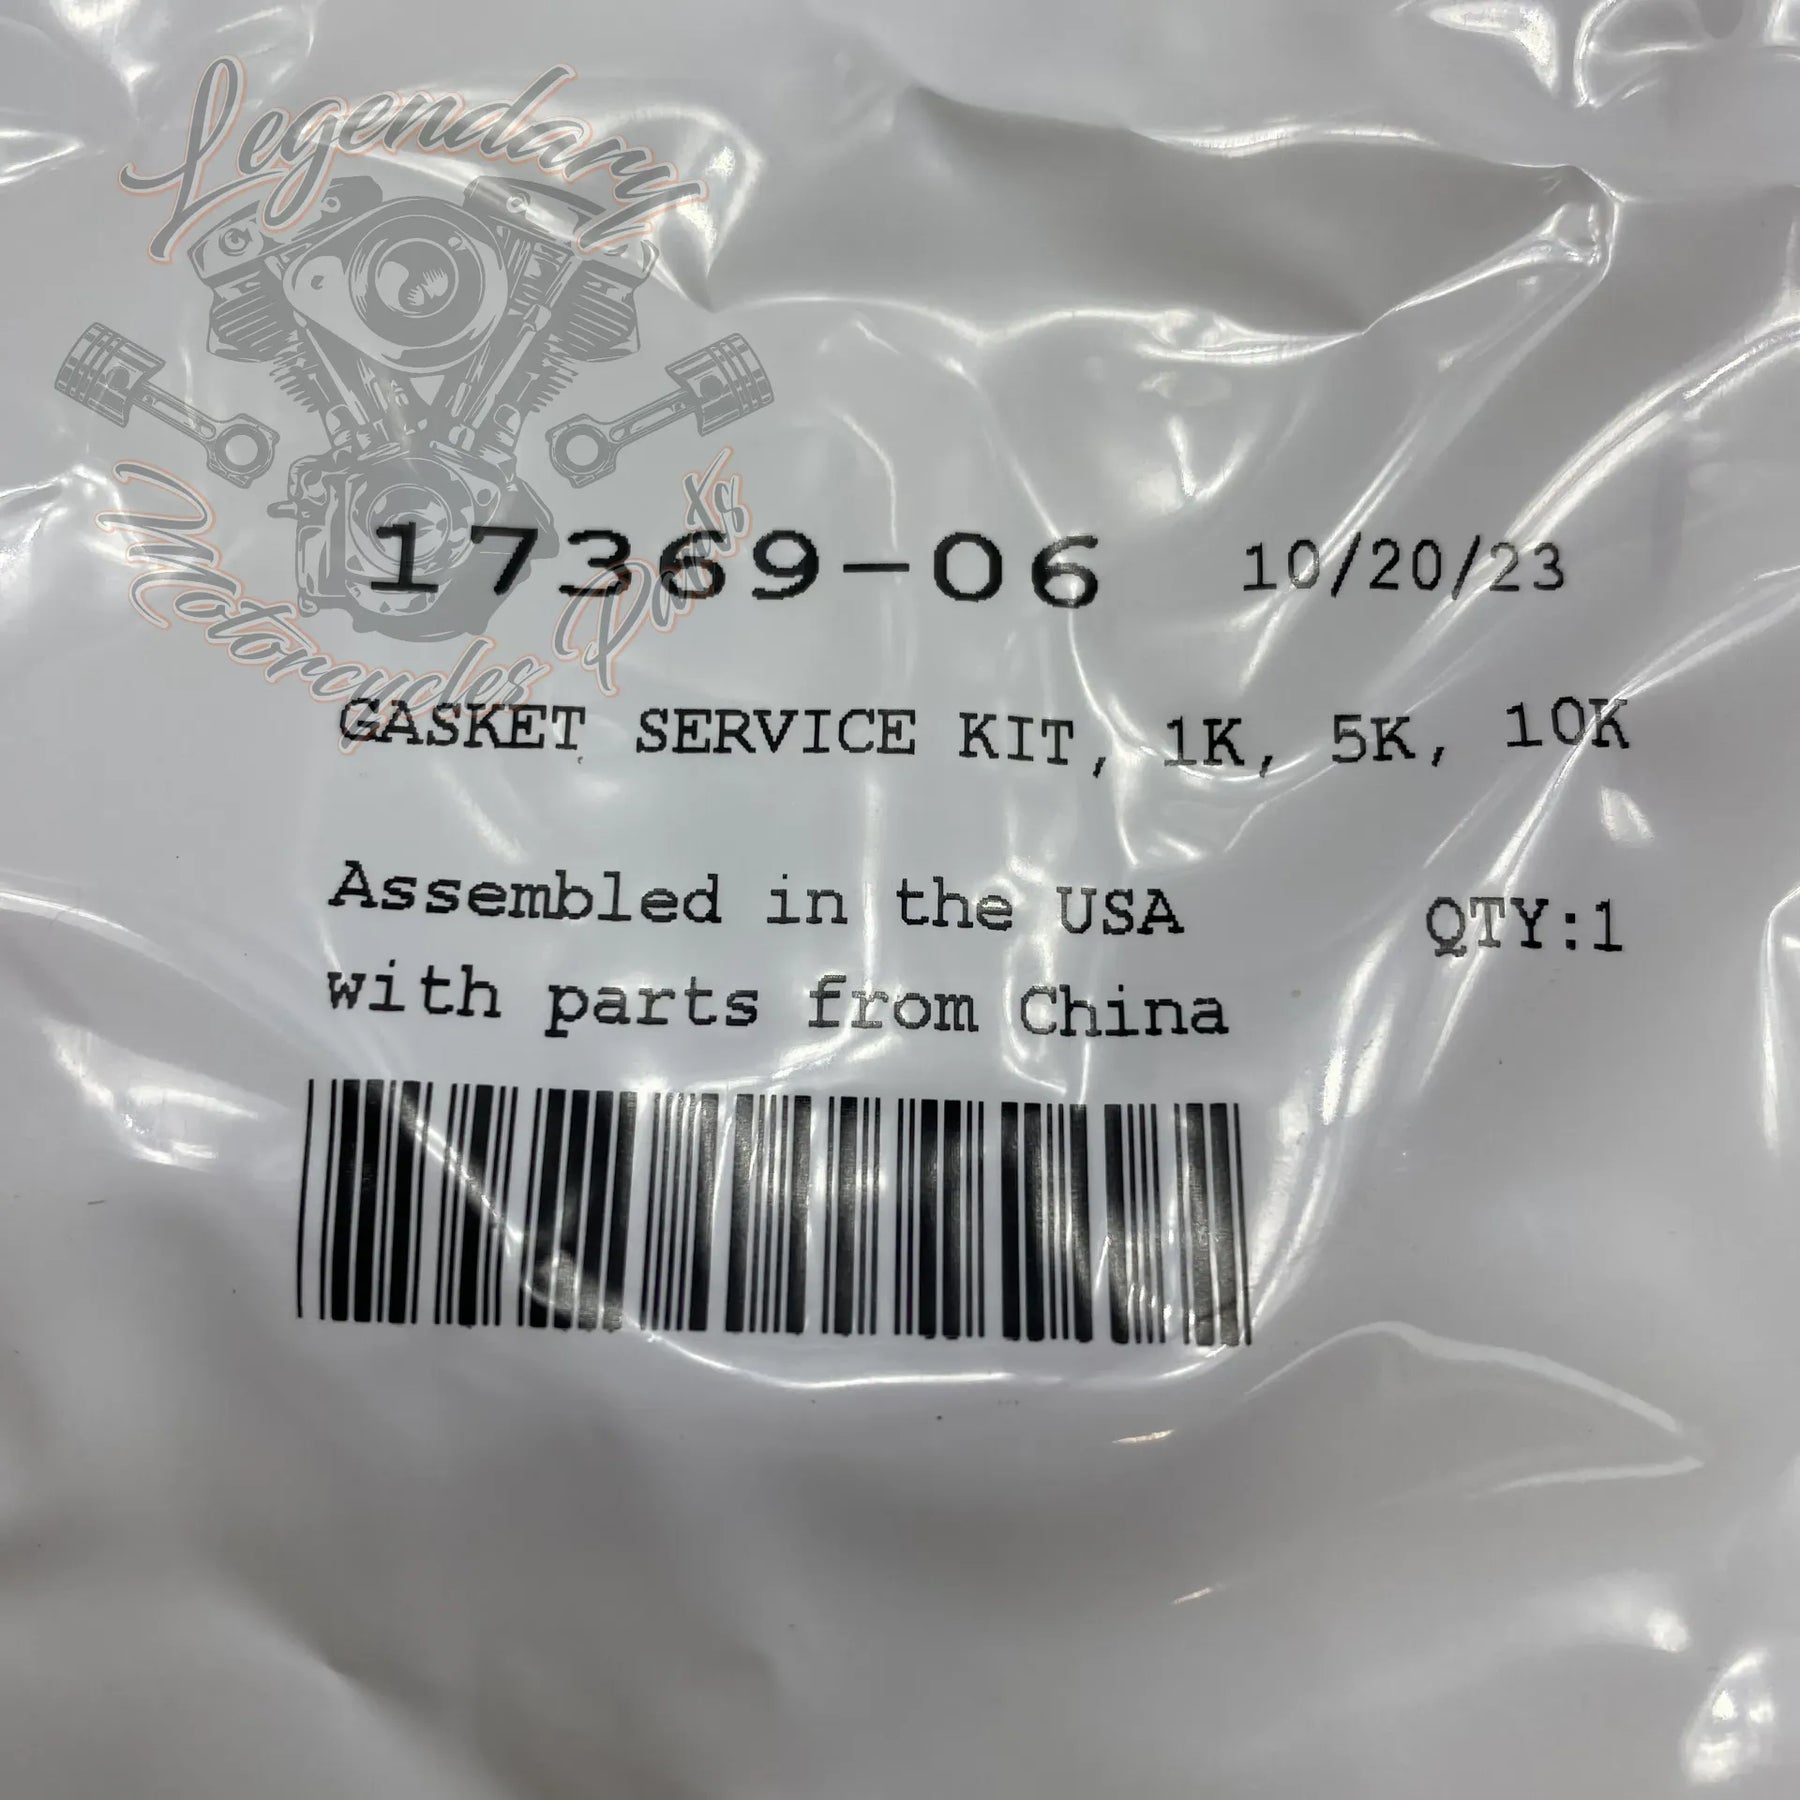 Legendary
Motorcycles Parts
17369-06 10/20/23
GASKET SERVICE KIT, 1K, 5K, 10K
Assembled in the USA QTY:1
with parts from China